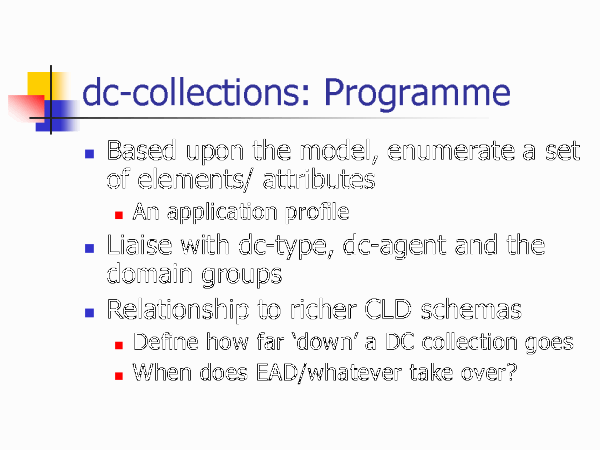 dc-collections: Programme
Based upon the model, enumerate a set
of elements/ attributes
An application profile
Liaise with dc-type, dc-agent and the
domain groups
Relationship to richer CLD schemas
Define how far ‘down’ a DC collection goes
When does EAD/whatever take over?